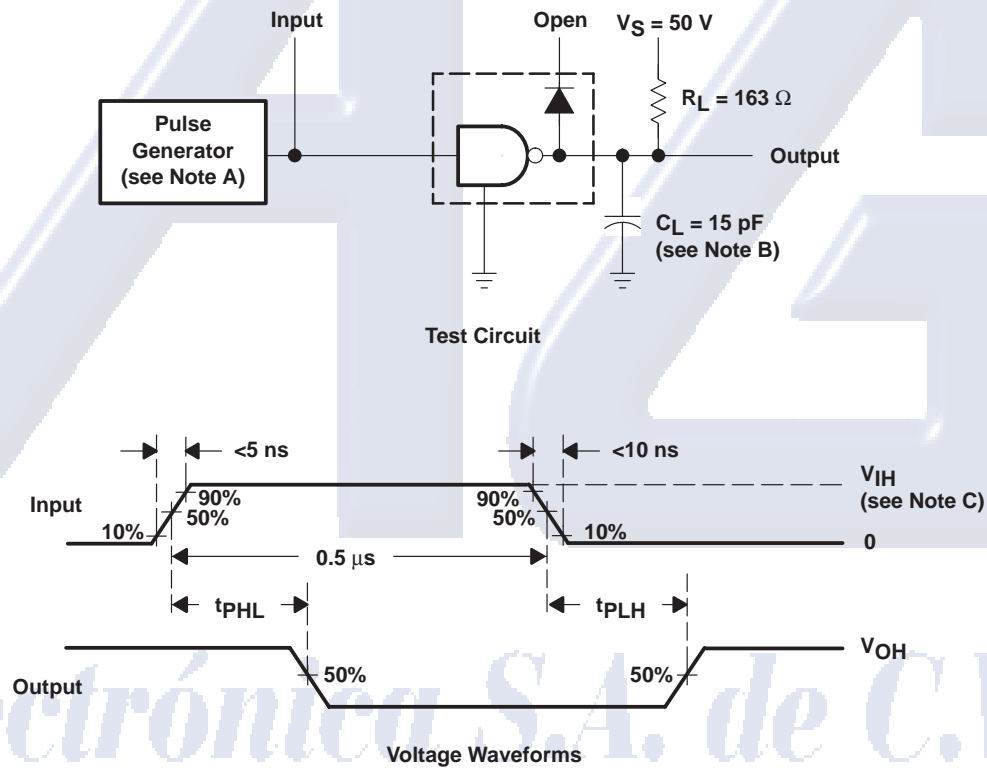 Input
Open
VS = 50 V
RL = 163 Ω
Pulse
Generator
(see Note A)
Output
CL = 15 pF
(see Note B)
Test Circuit
<5 ns
<10 ns
VIH
(see Note C)
Input
90%
50%
10%
90%
50%
10%
0
0.5 μs
tPHL
tPLH
VOH
50%
50%
Output
Voltage Waveforms
ctrónica S.A. de C.V